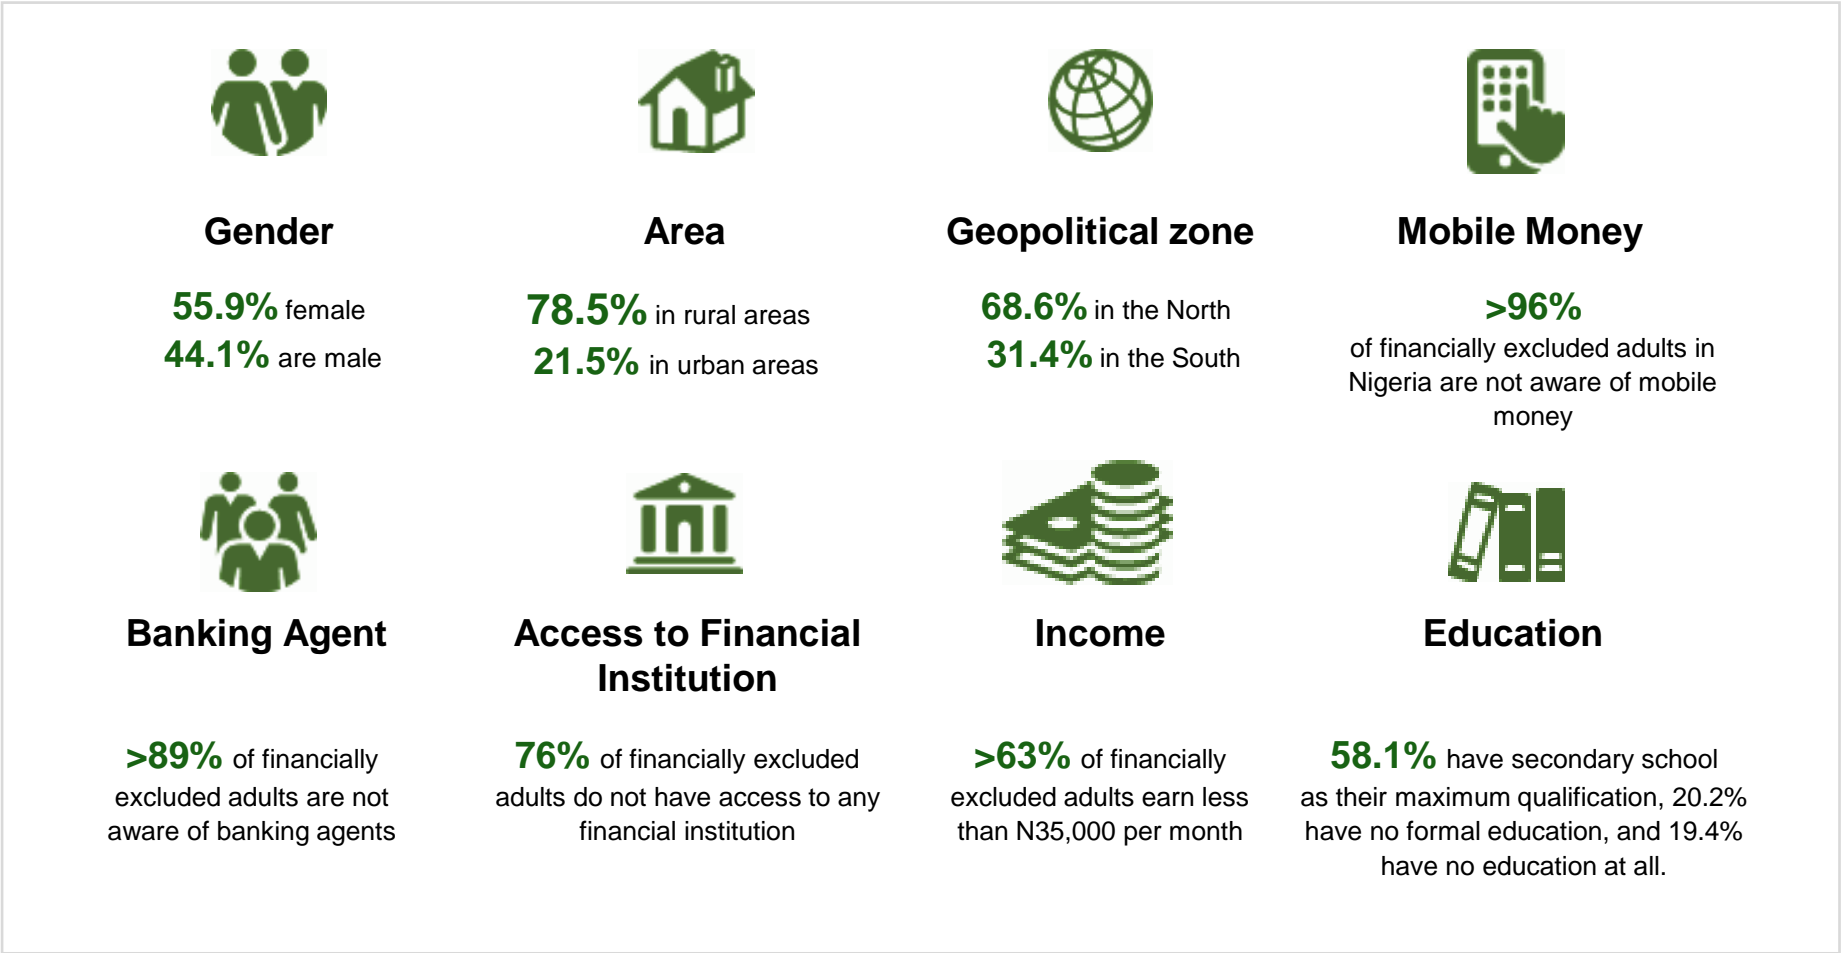 Gender
55.9% female
44.1% are male
Area
78.5% in rural areas
21.5% in urban areas
Geopolitical zone
68.6% in the North
31.4% in the South
Mobile Money
>96%
of financially excluded adults in
Nigeria are not aware of mobile
money
Banking Agent
>89% of financially
excluded adults are not
aware of banking agents
Access to Financial
Institution
76% of financially excluded
adults do not have access to any
financial institution
Income
>63% of financially
excluded adults earn less
than N35,000 per month
Education
58.1% have secondary school
as their maximum qualification, 20.2%
have no formal education, and 19.4%
have no education at all.